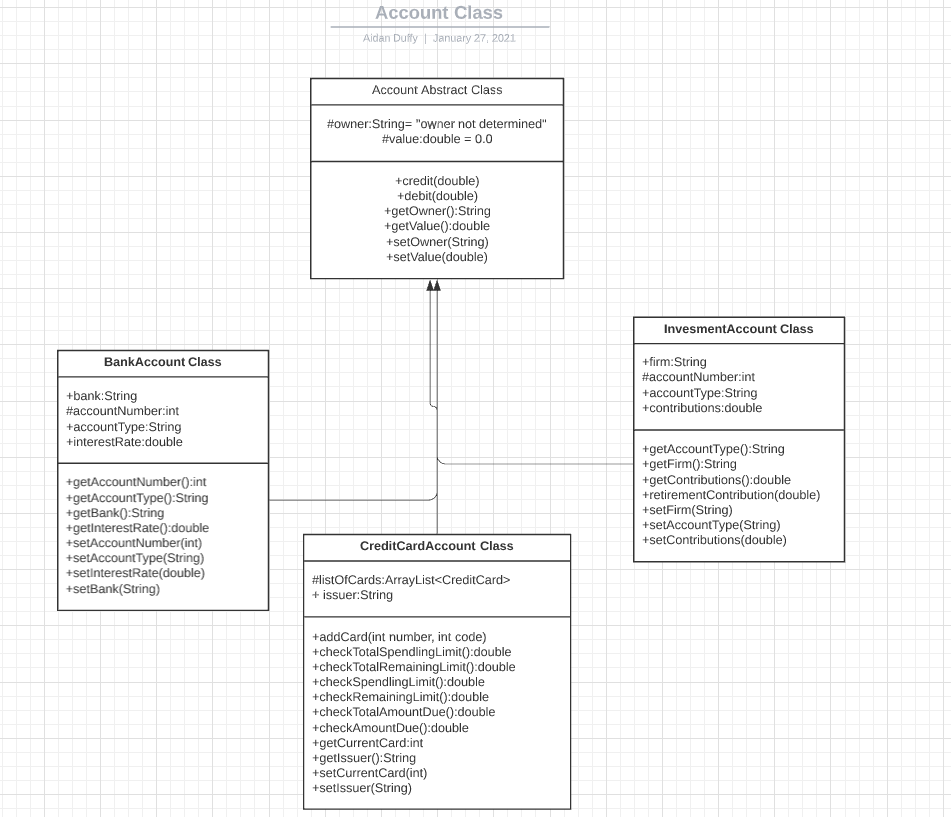 Account Class
Aidan Duffy | January 27, 2021
Account Abstract Class
#owner:String= "owner not determined"
#value:double = 0.0
+credit(double)
+debit(double)
+getOwner():String
+getValue():double
+setOwner(String)
+setValue(double)
BankAccount Class
+bank:String
#accountNumber:int
+accountType:String
+interestRate:double
+getAccountNumber():int
+getAccountType():String
+getBank():String
+getInterestRate():double
+setAccountNumber(int)
+setAccountType(String)
+setInterestRate(double)
+setBank(String)
InvesmentAccount Class
+firm:String
#accountNumber:int
+accountType:String
+contributions:double
+getAccountType():String
+getFirm():String
+getContributions():double
+retirementContribution(double)
+setFirm(String)
+setAccountType(String)
+setContributions(double)
CreditCardAccount Class
#listOfCards:ArrayList<CreditCard>
+ issuer:String
+addCard(int number, int code)
+checkTotalSpendlingLimit():double
+checkTotalRemainingLimit():double
+checkSpendlingLimit():double
+checkRemainingLimit():double
+checkTotalAmountDue():double
+checkAmountDue():double
+getCurrentCard:int
+getIssuer():String
+setCurrentCard(int)
+setIssuer(String)